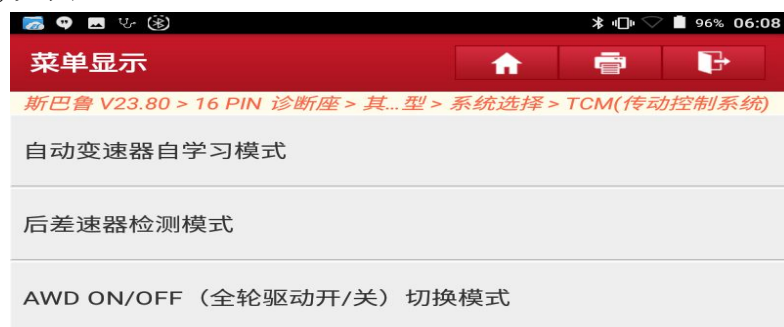 96% 06:08
菜单显示
斯巴鲁 V23.80 > 16 PIN 诊断座 > 其...型 > 系统选择 > TCM(传动控制系统)
自动变速器自学习模式
后差速器检测模式
AWD ON/OFF（全轮驱动开/关）切换模式